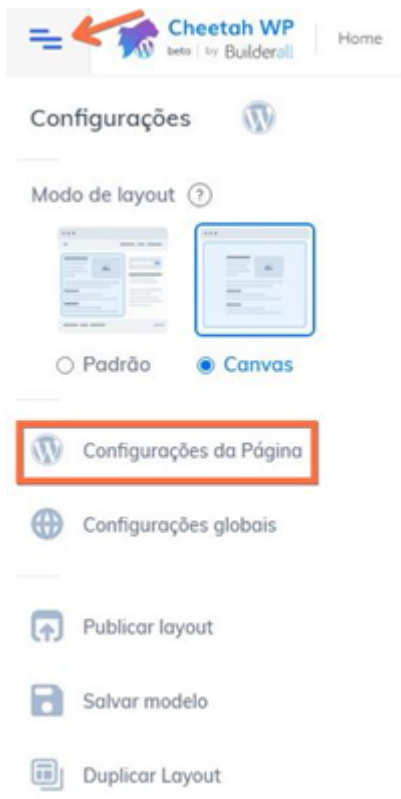 Cheetah WP
beta | by Builderall
Home
Configurações
Modo de layout ?
Padrão
Canvas
Configurações da Página
Configurações globais
Publicar layout
Salvar modelo
Duplicar Layout